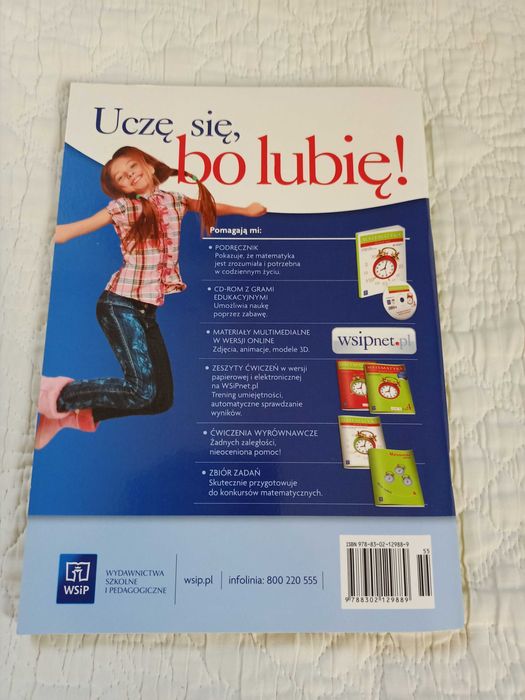 Uczę się,
bo lubię!
Pomagają mi:
• PODRĘCZNIK
Pokazuje, że matematyka
jest zrozumiała i potrzebna
w codziennym życiu.
• CD-ROM Z GRAMI
EDUKACYJNYMI
Umożliwia naukę
poprzez zabawę.
• MATERIAŁY MULTIMEDIALNE
W WERSJI ONLINE
Zdjęcia, animacje, modele 3D.
wsipnet.pl
• ZESZYTY ĆWICZEŃ w wersji
papierowej i elektronicznej
na WSiPnet.pl
Trening umiejętności,
automatyczne sprawdzanie
wyników.
• ĆWICZENIA WYRÓWNAWCZE
Żadnych zaległości,
nieoceniona pomoc!
• ZBIÓR ZADAŃ
Skutecznie przygotowuje
do konkursów matematycznych.
WSiP
WYDAWNICTWA
SZKOLNE
I PEDAGOGICZNE
wsip.pl | infolinia: 800 220 555 |
ISBN 978-83-02-12988-9
55
9 788302 129889